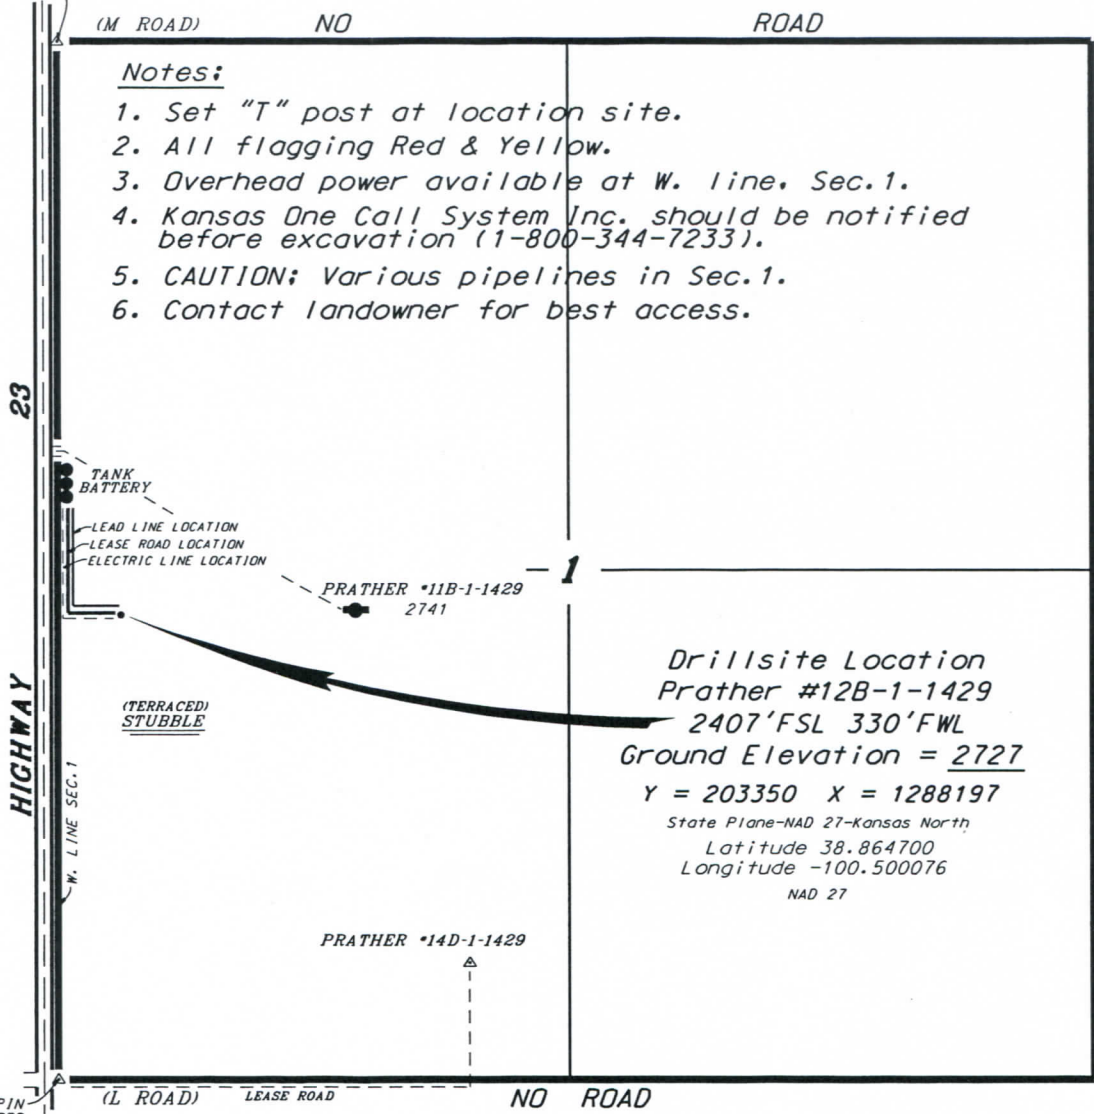 (M ROAD) NO ROAD
Notes:
1. Set "T" post at location site.
2. All flagging Red & Yellow.
3. Overhead power available at W. line, Sec.1.
4. Kansas One Call System Inc. should be notified
before excavation (1-800-344-7233).
5. CAUTION: Various pipelines in Sec.1.
6. Contact landowner for best access.
HIGHWAY 23
TANK
BATTERY
LEAD LINE LOCATION
LEASE ROAD LOCATION
ELECTRIC LINE LOCATION
1
PRATHER #11B-1-1429
2741
(TERRACED)
STUBBLE
W. LINE SEC.1
Drillsite Location
Prather #12B-1-1429
2407'FSL 330'FWL
Ground Elevation = 2727
Y = 203350 X = 1288197
State Plane-NAD 27-Kansas North
Latitude 38.864700
Longitude -100.500076
NAD 27
PRATHER #14D-1-1429
PIN
(L ROAD) LEASE ROAD NO ROAD